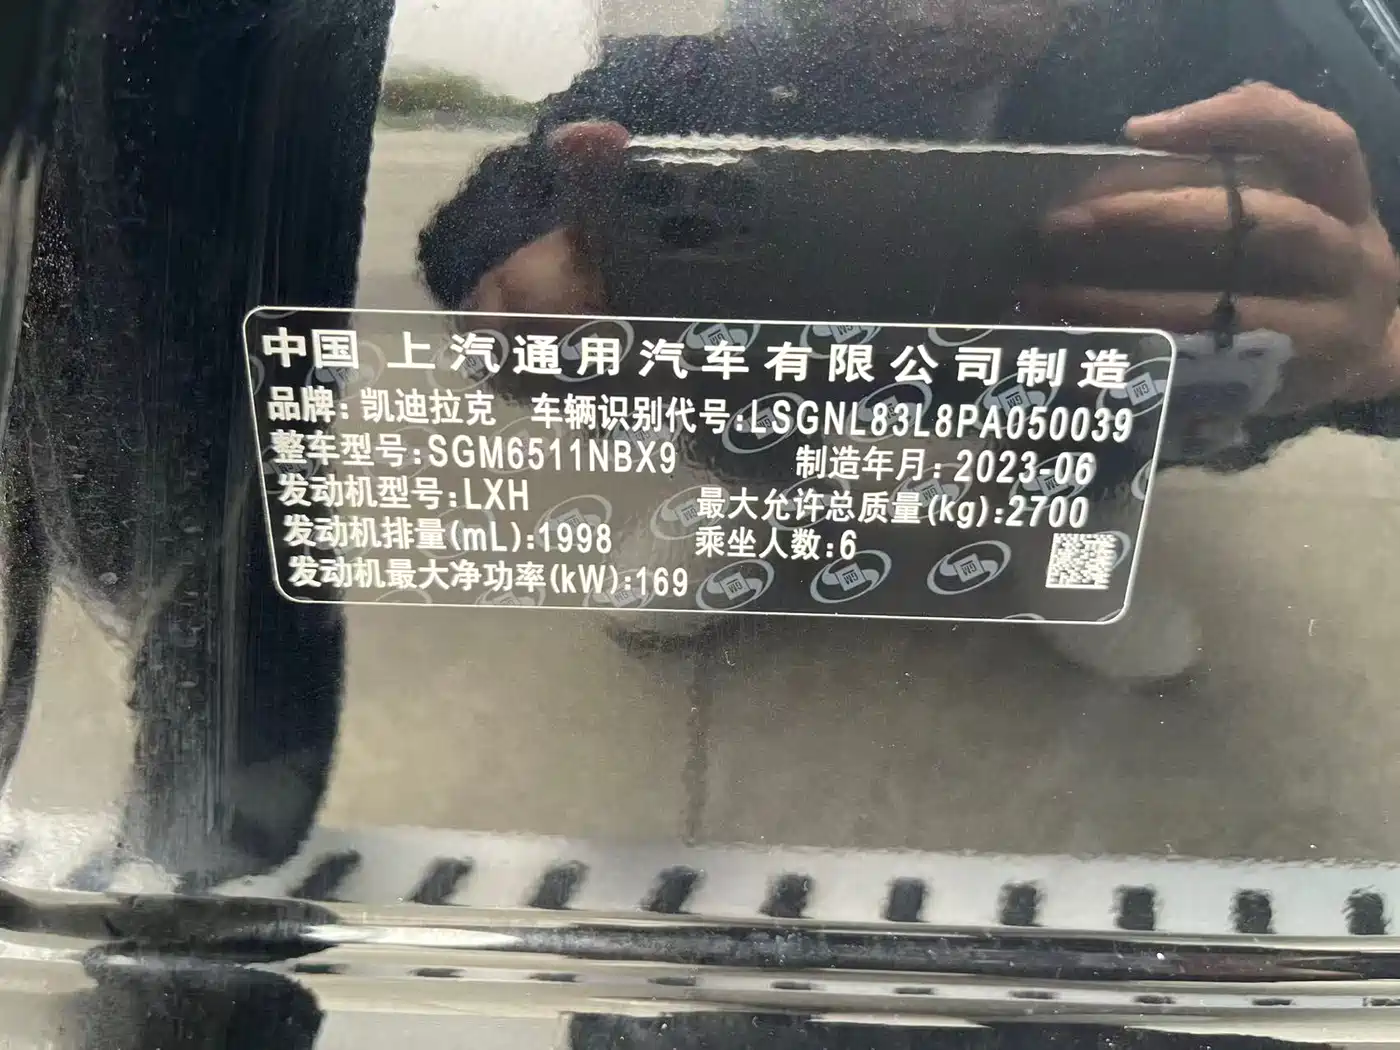 中国 上汽通用汽车有限公司制造
品牌:凯迪拉克 车辆识别代号:LSGNL83L8PA050039
整车型号:SGM6511NBX9 制造年月:2023-06
发动机型号:LXH 最大允许总质量(kg):2700
发动机排量(mL):1998 乘坐人数:6
发动机最大净功率(kW):169